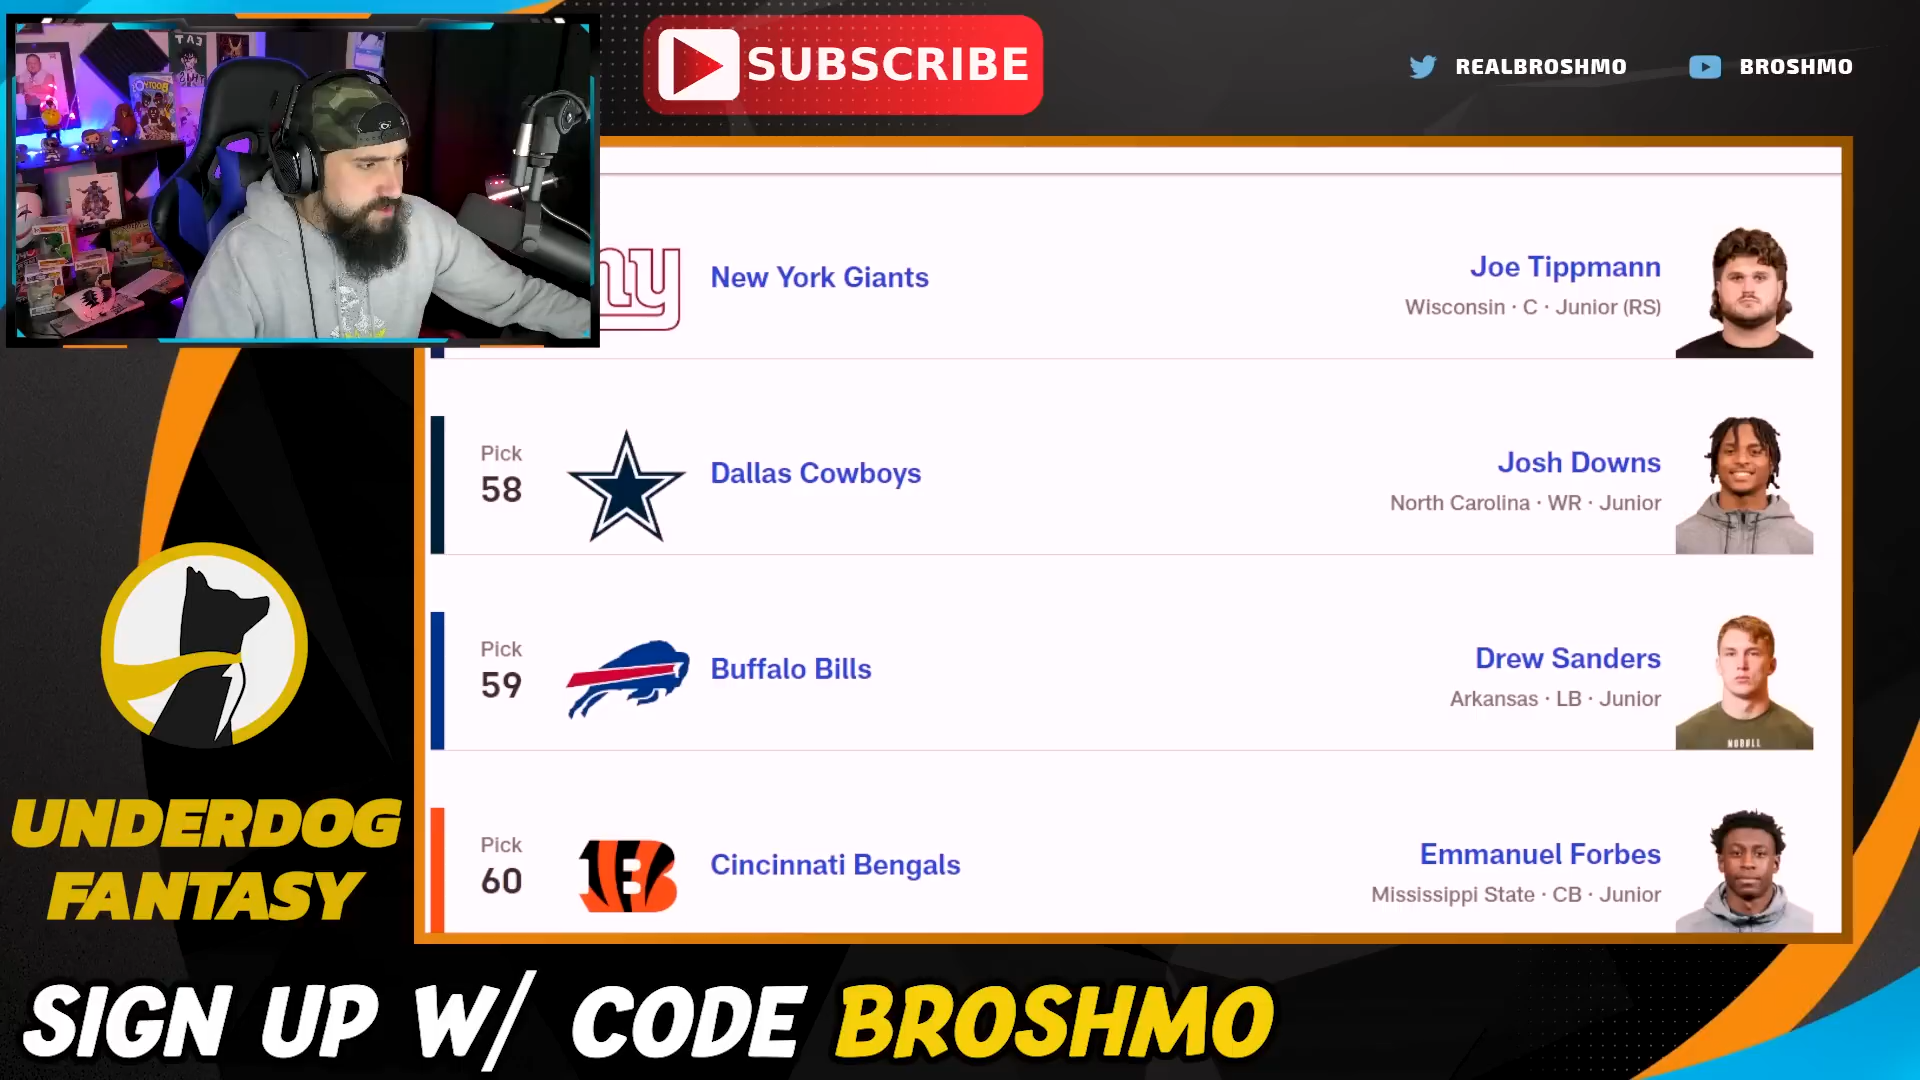 SUBSCRIBE
REALBROSHMO
BROSHMO
ny
New York Giants
Joe Tippmann
Wisconsin · C · Junior (RS)
Pick
58
Dallas Cowboys
Josh Downs
North Carolina · WR · Junior
Pick
59
Buffalo Bills
Drew Sanders
Arkansas · LB · Junior
NOBULL
Pick
60
B
Cincinnati Bengals
Emmanuel Forbes
Mississippi State · CB · Junior
UNDERDOG
FANTASY
SIGN UP W/ CODE BROSHMO